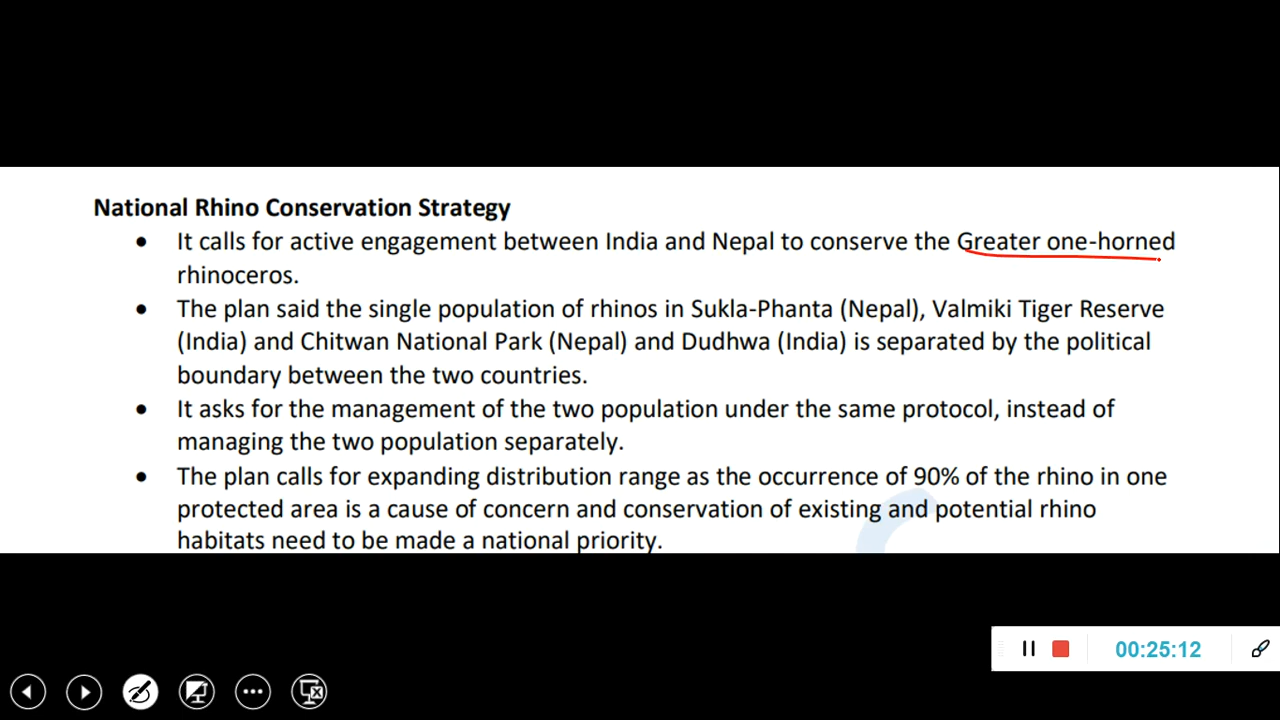 National Rhino Conservation Strategy
• It calls for active engagement between India and Nepal to conserve the Greater one-horned
rhinoceros.
• The plan said the single population of rhinos in Sukla-Phanta (Nepal), Valmiki Tiger Reserve
(India) and Chitwan National Park (Nepal) and Dudhwa (India) is separated by the political
boundary between the two countries.
• It asks for the management of the two population under the same protocol, instead of
managing the two population separately.
• The plan calls for expanding distribution range as the occurrence of 90% of the rhino in one
protected area is a cause of concern and conservation of existing and potential rhino
habitats need to be made a national priority.
00:25:12